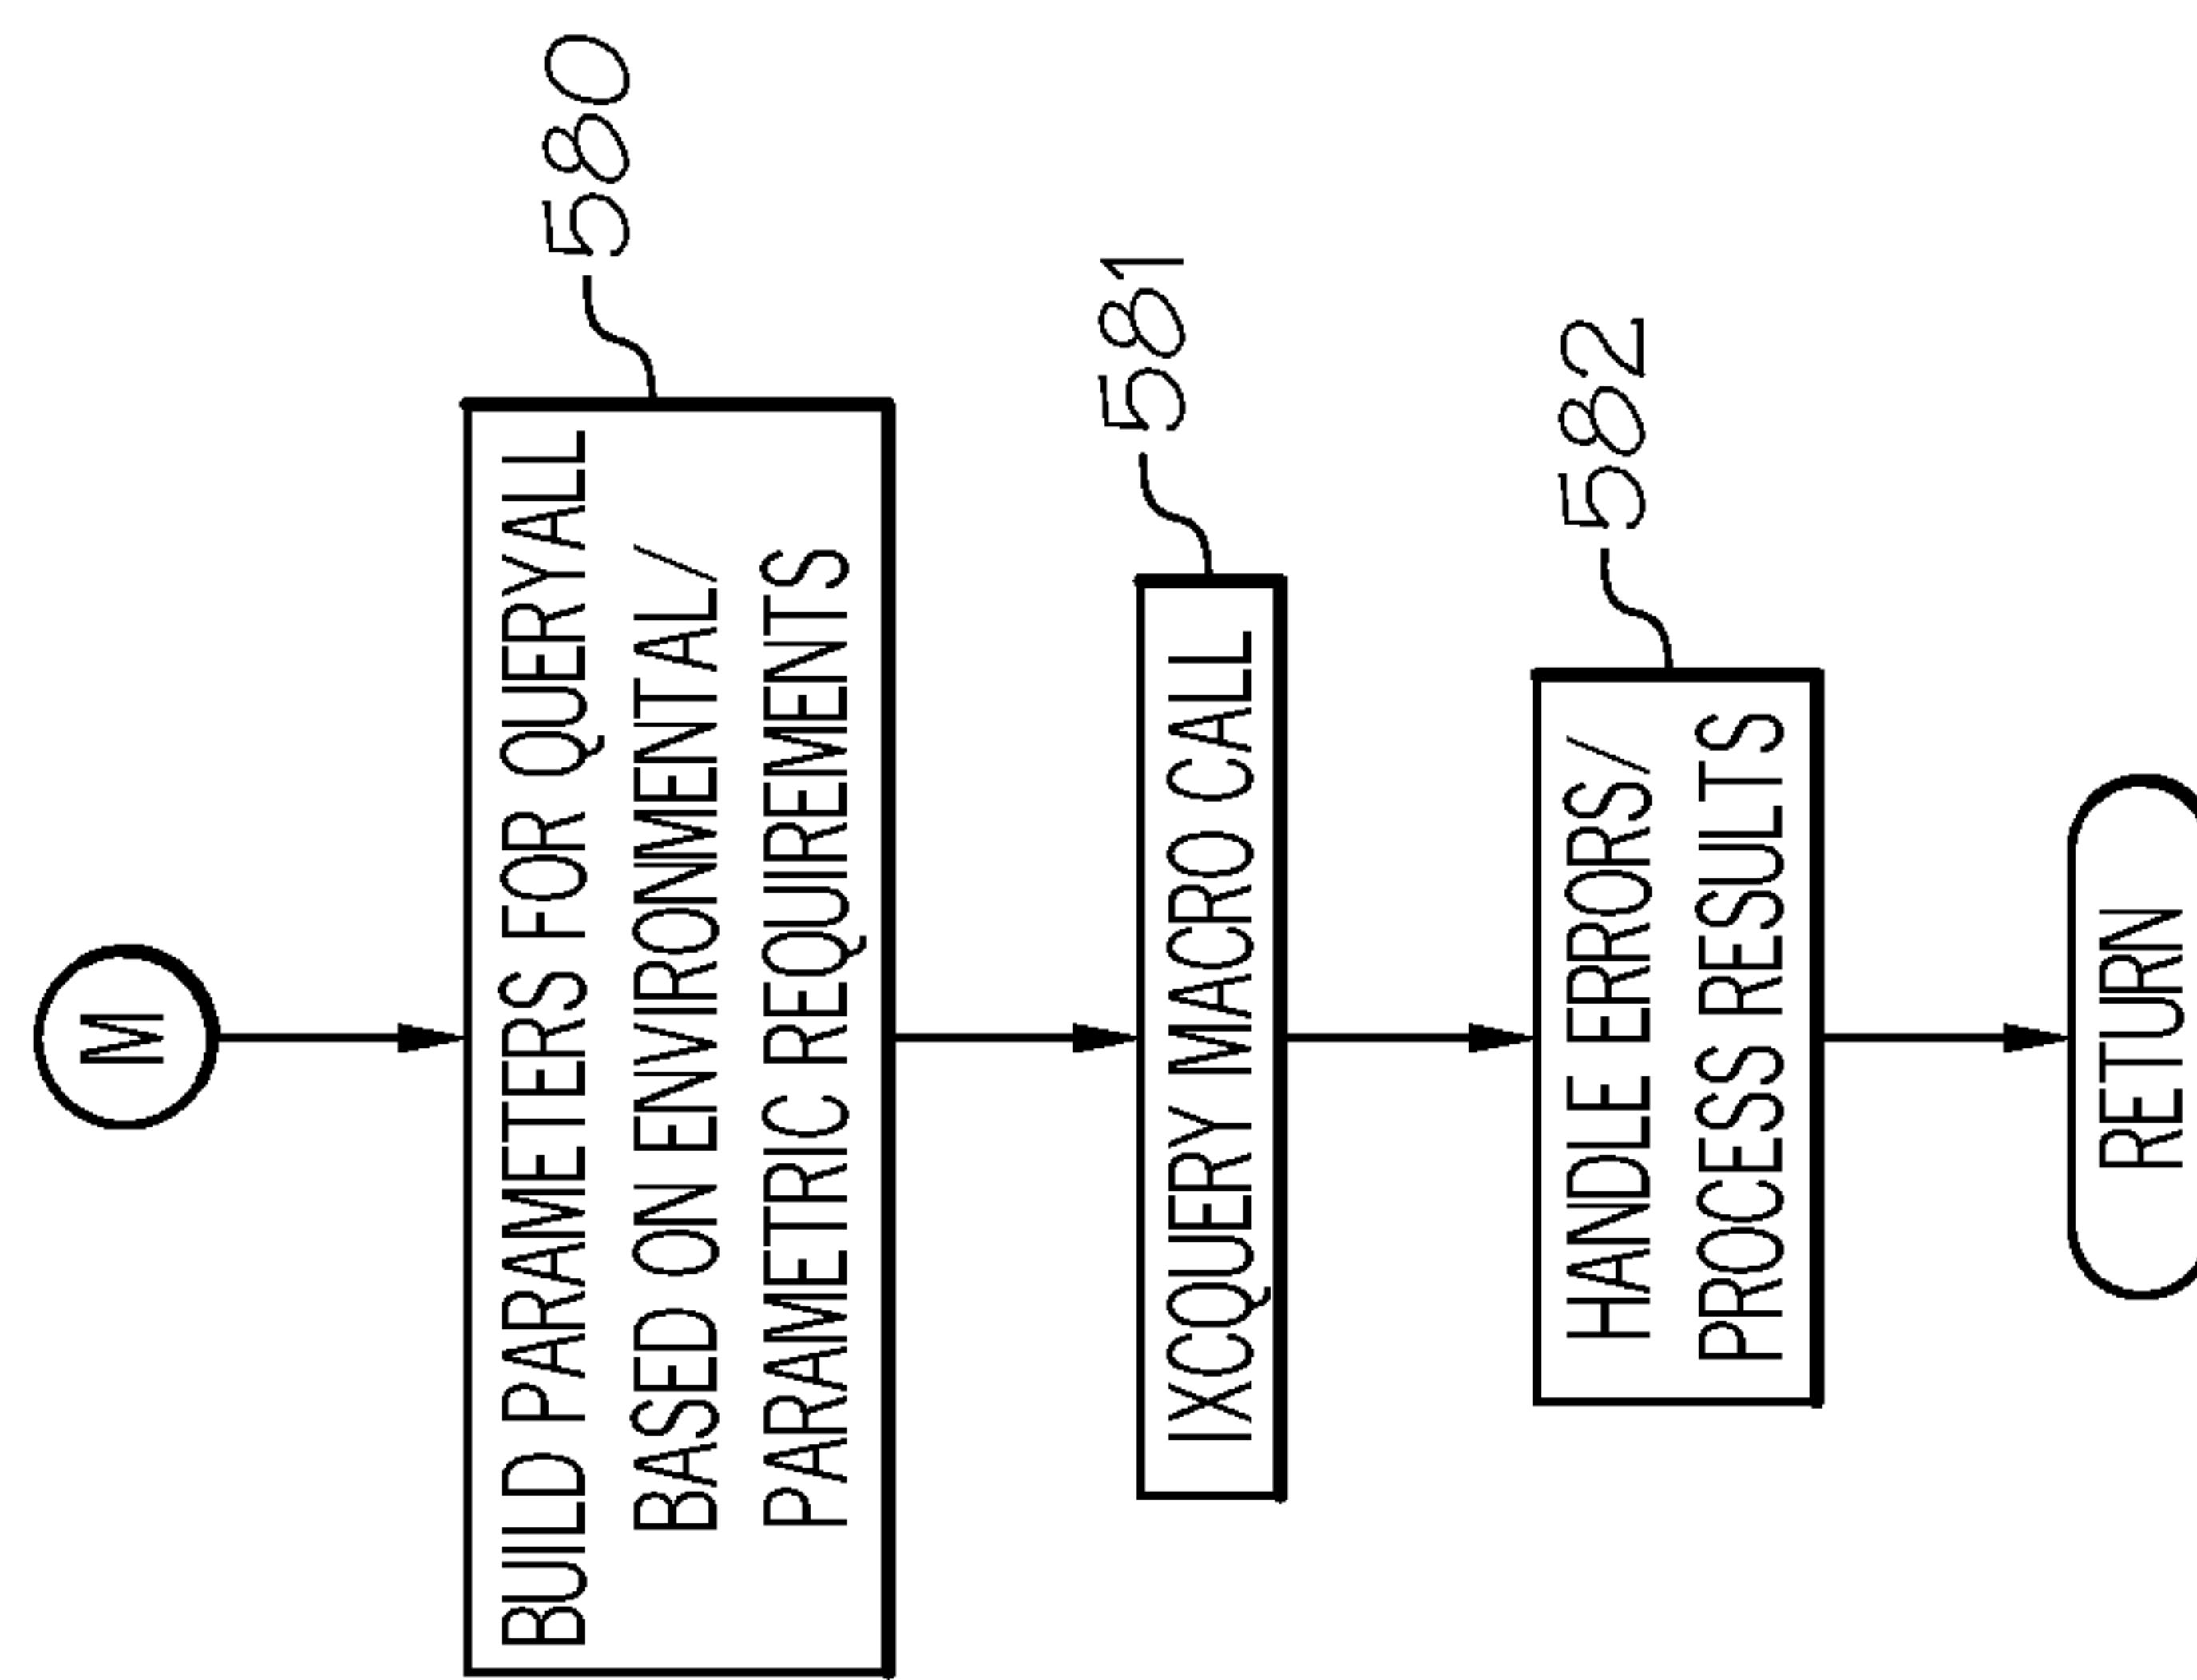 M
580
BUILD PARAMETERS FOR QUERYALL
BASED ON ENVIRONMENTAL/
PARAMETRIC REQUIREMENTS
581
IXCQUERY MACRO CALL
582
HANDLE ERRORS/
PROCESS RESULTS
RETURN